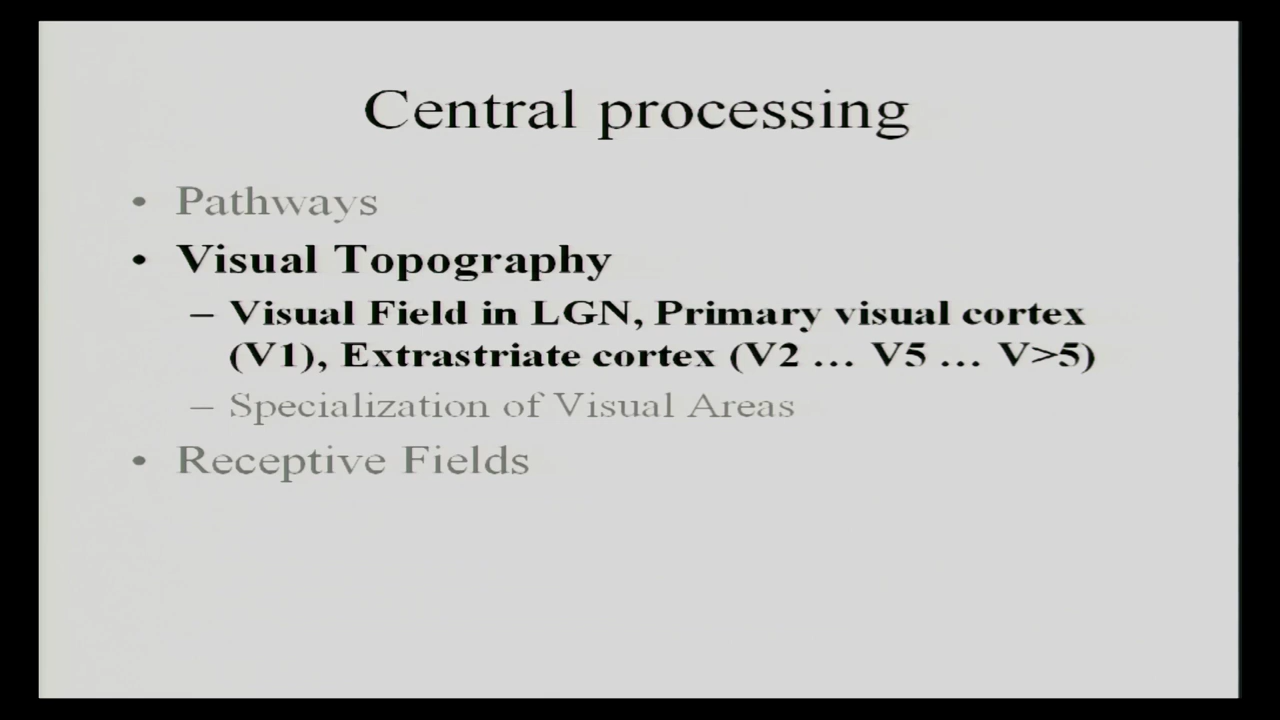 Central processing
• Pathways
• Visual Topography
– Visual Field in LGN, Primary visual cortex
(V1), Extrastriate cortex (V2 … V5 … V>5)
– Specialization of Visual Areas
• Receptive Fields